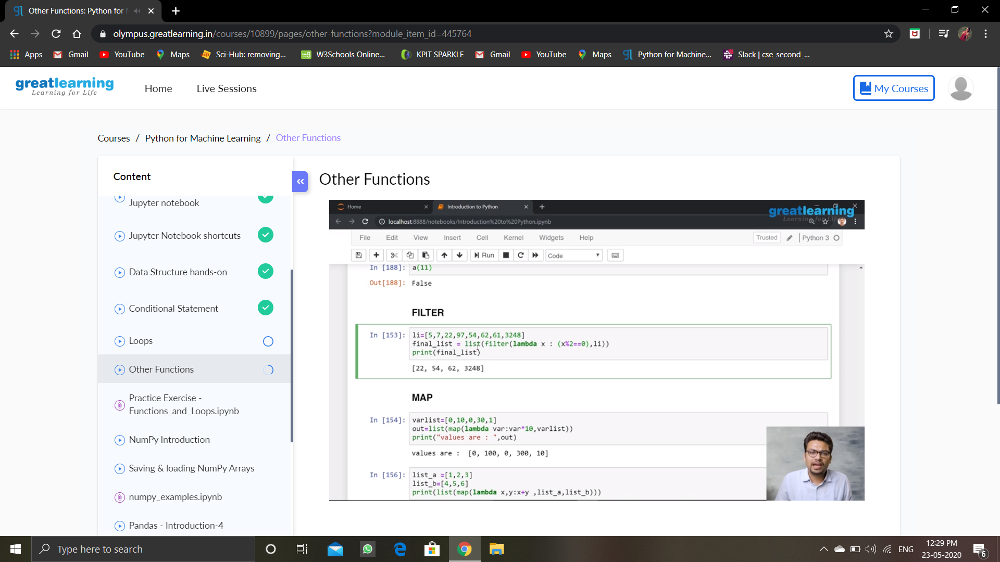 Other Functions: Python for
olympus.greatlearning.in/courses/10899/pages/other-functions?module_item_id=445764
Apps Gmail YouTube Maps Sci-Hub: removing... W3Schools Online... KPIT SPARKLE Gmail YouTube Maps Python for Machine... Slack | cse_second_...
greatlearning
Learning for Life
Home Live Sessions
My Courses
Courses / Python for Machine Learning / Other Functions
Content
Jupyter notebook
Jupyter Notebook shortcuts
Data Structure hands-on
Conditional Statement
Loops
Other Functions
Practice Exercise -
Functions_and_Loops.ipynb
NumPy Introduction
Saving & loading NumPy Arrays
numpy_examples.ipynb
Pandas - Introduction-4
Other Functions
Home Introduction to Python
greatlearning
Learning for Life
localhost:8888/notebooks/Introduction%20to%20Python.ipynb
File Edit View Insert Cell Kernel Widgets Help Trusted Python 3
Run Code
In [188]: a(11)
Out[188]: False
FILTER
In [153]: li=[5,7,22,97,54,62,61,3248]
final_list = list(filter(lambda x : (x%2==0),li))
print(final_list)
[22, 54, 62, 3248]
MAP
In [154]: varlist=[0,10,0,30,1]
out=list(map(lambda var:var*10,varlist))
print("values are : ",out)
values are :  [0, 100, 0, 300, 10]
In [156]: list_a =[1,2,3]
list_b=[4,5,6]
print(list(map(lambda x,y:x+y ,list_a,list_b)))
Type here to search
ENG
12:29 PM
23-05-2020
6